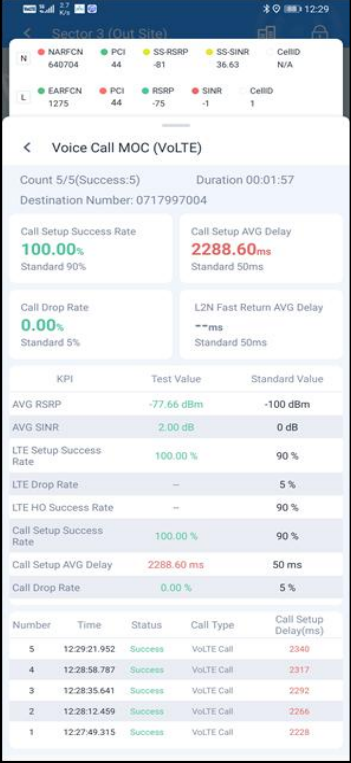 2.7 K/s 12:29
Sector 3 (Out Site)
N NARFCN PCI SS-RSRP SS-SINR CellID
640704 44 -81 36.63 N/A
L EARFCN PCI RSRP SINR CellID
1275 44 -75 -1 1
Voice Call MOC (VoLTE)
Count 5/5(Success:5) Duration 00:01:57
Destination Number: 0717997004
Call Setup Success Rate
100.00%
Standard 90%
Call Setup AVG Delay
2288.60ms
Standard 50ms
Call Drop Rate
0.00%
Standard 5%
L2N Fast Return AVG Delay
--ms
Standard 50ms
KPI Test Value Standard Value
AVG RSRP -77.66 dBm -100 dBm
AVG SINR 2.00 dB 0 dB
LTE Setup Success
Rate 100.00 % 90 %
LTE Drop Rate -- 5 %
LTE HO Success Rate -- 90 %
Call Setup Success
Rate 100.00 % 90 %
Call Setup AVG Delay 2288.60 ms 50 ms
Call Drop Rate 0.00 % 5 %
Number Time Status Call Type Call Setup
Delay(ms)
5 12:29:21.952 Success VoLTE Call 2340
4 12:28:58.787 Success VoLTE Call 2317
3 12:28:35.641 Success VoLTE Call 2292
2 12:28:12.459 Success VoLTE Call 2266
1 12:27:49.315 Success VoLTE Call 2228